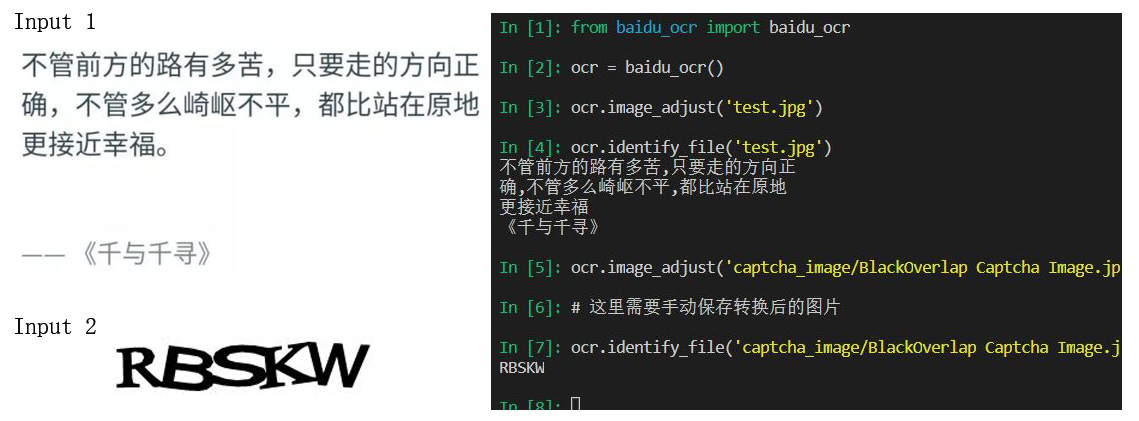 Input 1
不管前方的路有多苦，只要走的方向正
确，不管多么崎岖不平，都比站在原地
更接近幸福。
—— 《千与千寻》
Input 2
RBSKW
In [1]: from baidu_ocr import baidu_ocr
In [2]: ocr = baidu_ocr()
In [3]: ocr.image_adjust('test.jpg')
In [4]: ocr.identify_file('test.jpg')
不管前方的路有多苦,只要走的方向正
确,不管多么崎岖不平,都比站在原地
更接近幸福
《千与千寻》
In [5]: ocr.image_adjust('captcha_image/BlackOverlap Captcha Image.jp
In [6]: # 这里需要手动保存转换后的图片
In [7]: ocr.identify_file('captcha_image/BlackOverlap Captcha Image.j
RBSKW
In [8]: